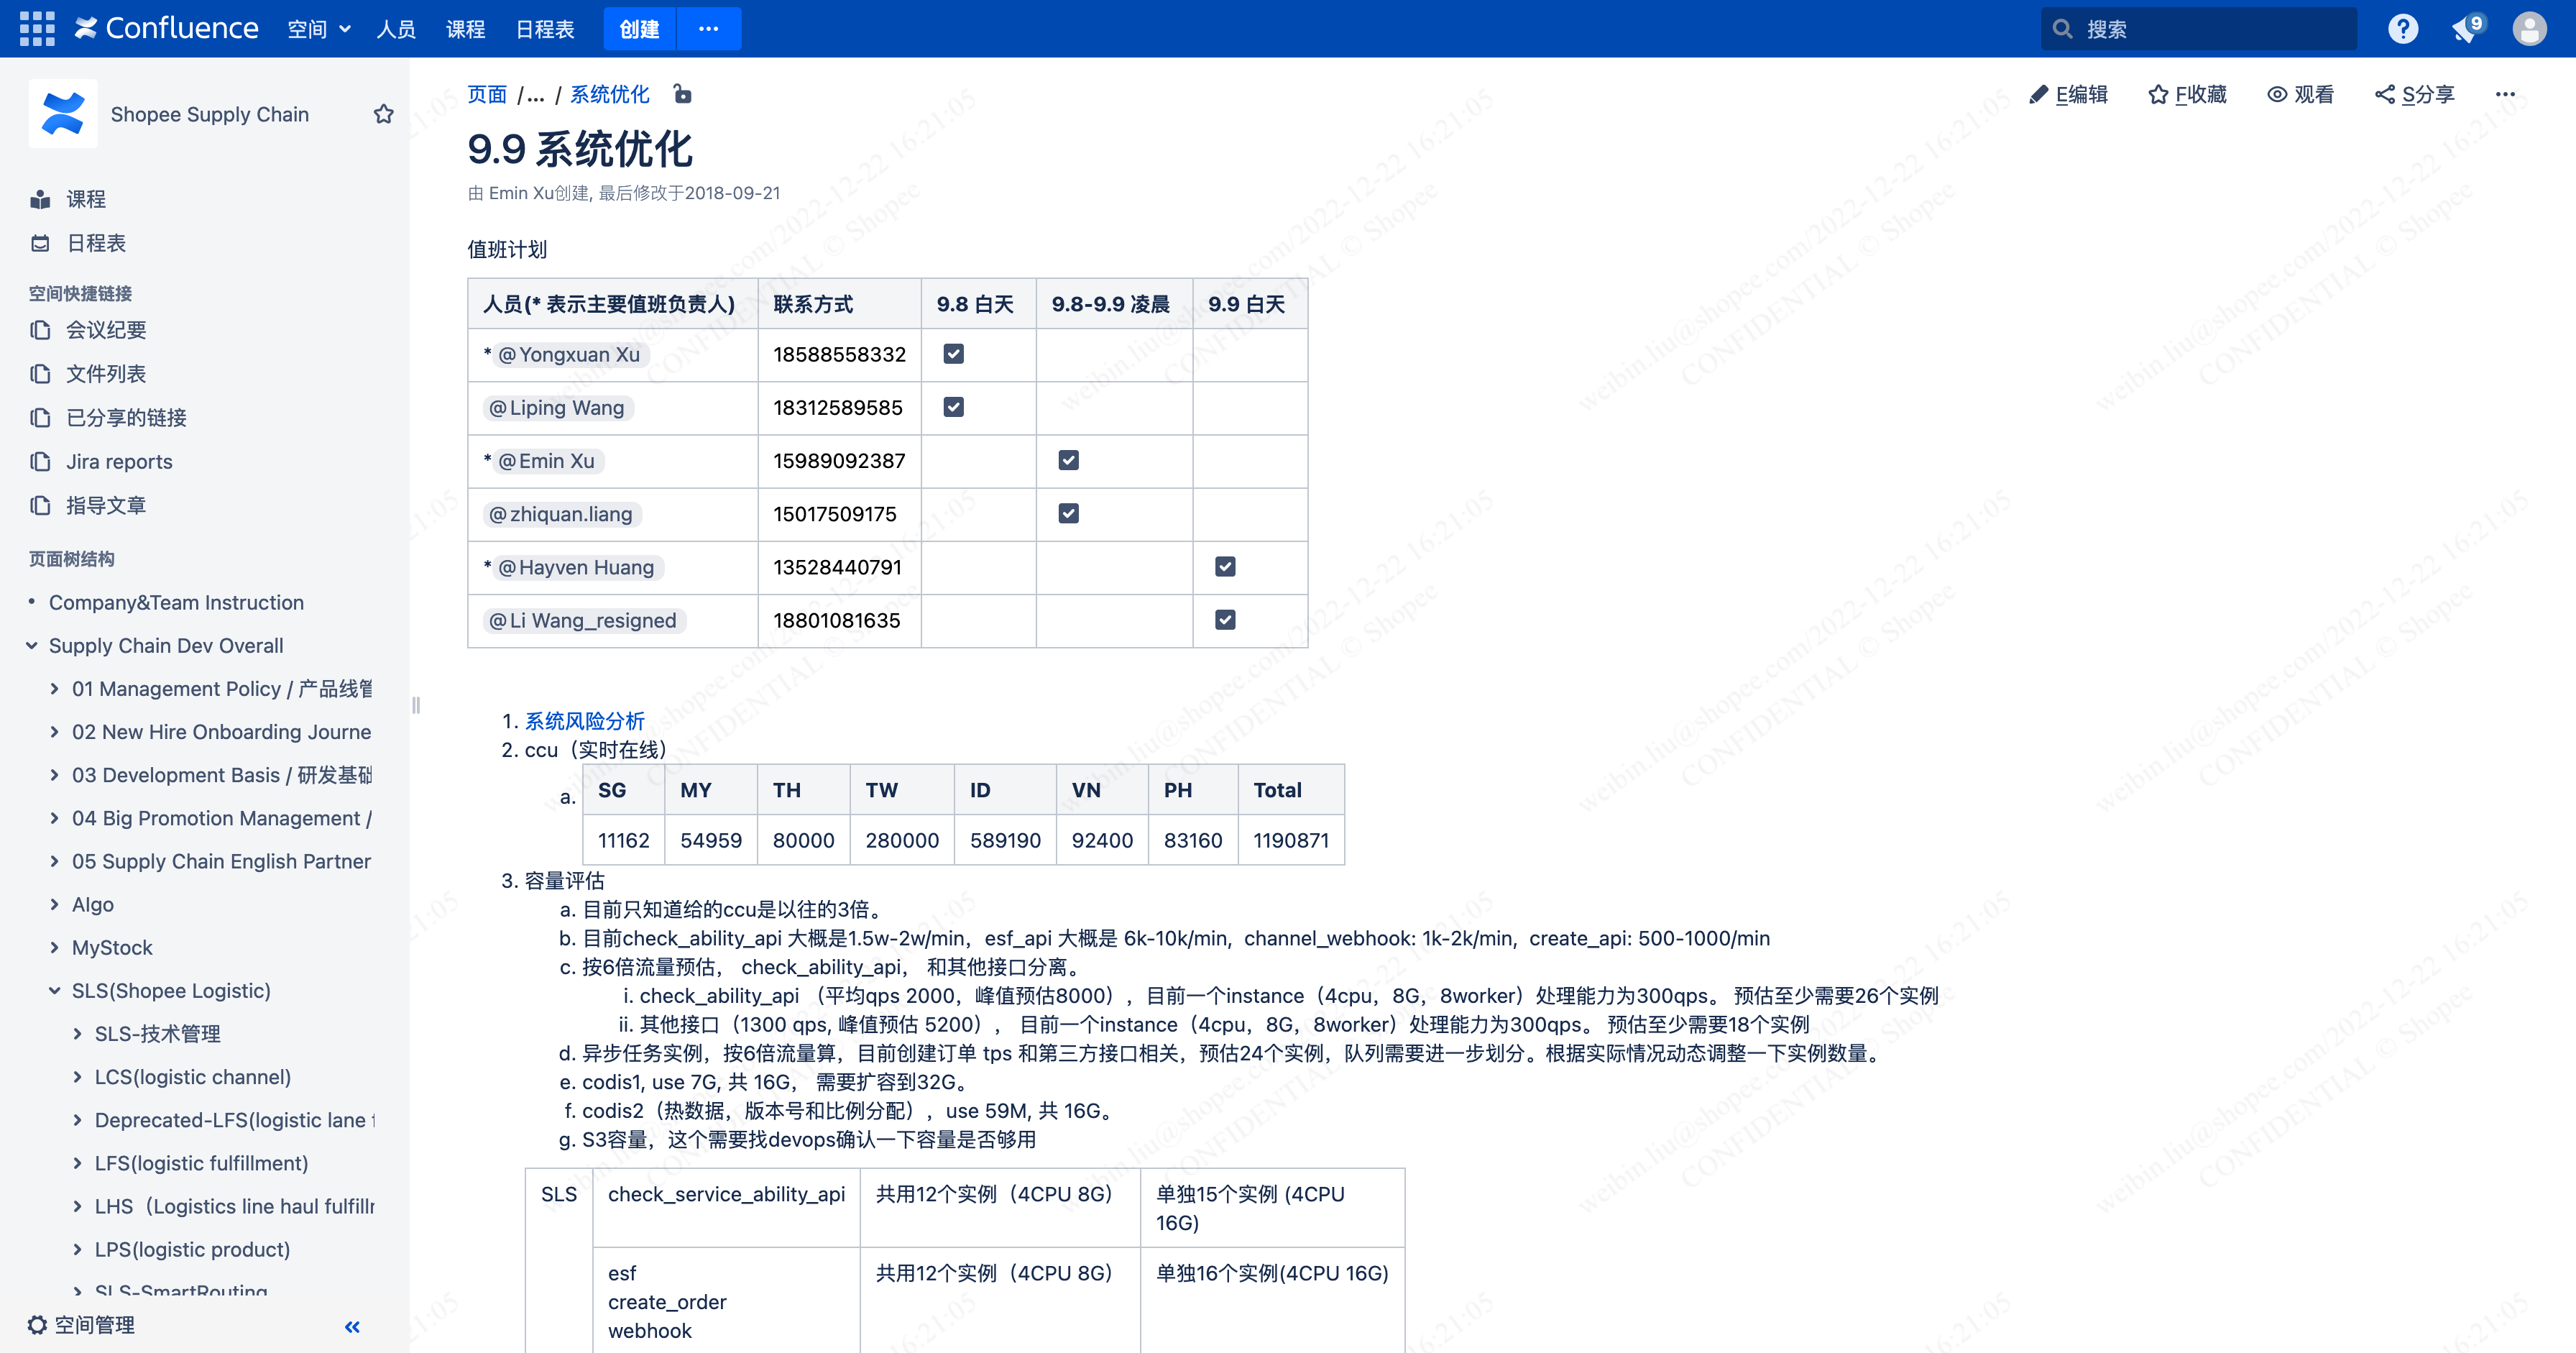 Confluence 空间 人员 课程 日程表 创建 ··· 搜索 9
Shopee Supply Chain
课程
日程表
空间快捷链接
会议纪要
文件列表
已分享的链接
Jira reports
指导文章
页面树结构
Company&Team Instruction
Supply Chain Dev Overall
01 Management Policy / 产品线管
02 New Hire Onboarding Journe
03 Development Basis / 研发基础
04 Big Promotion Management /
05 Supply Chain English Partner
Algo
MyStock
SLS(Shopee Logistic)
SLS-技术管理
LCS(logistic channel)
Deprecated-LFS(logistic lane f
LFS(logistic fulfillment)
LHS（Logistics line haul fulfillr
LPS(logistic product)
SLS-SmartRouting
空间管理
页面 /... / 系统优化
E编辑 F收藏 观看 S分享 ···
9.9 系统优化
由 Emin Xu创建, 最后修改于2018-09-21
值班计划
人员(* 表示主要值班负责人) 联系方式 9.8 白天 9.8-9.9 凌晨 9.9 白天
* @Yongxuan Xu 18588558332
@Liping Wang 18312589585
* @Emin Xu 15989092387
@zhiquan.liang 15017509175
* @Hayven Huang 13528440791
@Li Wang_resigned 18801081635
1. 系统风险分析
2. ccu（实时在线）
a. SG MY TH TW ID VN PH Total
11162 54959 80000 280000 589190 92400 83160 1190871
3. 容量评估
a. 目前只知道给的ccu是以往的3倍。
b. 目前check_ability_api 大概是1.5w-2w/min，esf_api 大概是 6k-10k/min，channel_webhook: 1k-2k/min，create_api: 500-1000/min
c. 按6倍流量预估， check_ability_api， 和其他接口分离。
i. check_ability_api （平均qps 2000，峰值预估8000），目前一个instance（4cpu，8G，8worker）处理能力为300qps。 预估至少需要26个实例
ii. 其他接口（1300 qps, 峰值预估 5200）， 目前一个instance（4cpu，8G，8worker）处理能力为300qps。 预估至少需要18个实例
d. 异步任务实例，按6倍流量算，目前创建订单 tps 和第三方接口相关，预估24个实例，队列需要进一步划分。根据实际情况动态调整一下实例数量。
e. codis1, use 7G, 共 16G， 需要扩容到32G。
f. codis2（热数据，版本号和比例分配），use 59M, 共 16G。
g. S3容量，这个需要找devops确认一下容量是否够用
SLS check_service_ability_api 共用12个实例（4CPU 8G） 单独15个实例 (4CPU
16G)
esf 共用12个实例（4CPU 8G） 单独16个实例(4CPU 16G)
create_order
webhook
weibin.liu@shopee.com/2022-12-22 16:21:05
CONFIDENTIAL © Shopee